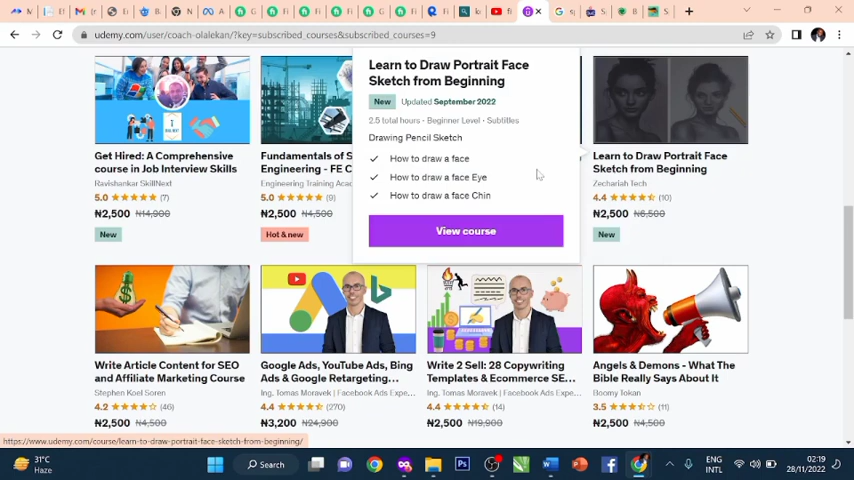 udemy.com/user/coach-olalekan/?key=subscribed_courses&subscribed_courses=9
Learn to Draw Portrait Face
Sketch from Beginning
New Updated September 2022
2.5 total hours · Beginner Level · Subtitles
Drawing Pencil Sketch
How to draw a face
How to draw a face Eye
How to draw a face Chin
View course
Get Hired: A Comprehensive
course in Job Interview Skills
Ravishankar SkillNext
5.0 (7)
₦2,500 ₦14,900
New
Fundamentals of S
Engineering - FE C
Engineering Training Aca
5.0 (9)
₦2,500 ₦4,500
Hot & new
Learn to Draw Portrait Face
Sketch from Beginning
Zechariah Tech
4.4 (10)
₦2,500 ₦6,500
New
Write Article Content for SEO
and Affiliate Marketing Course
Stephen Koel Soren
4.2 (46)
₦2,500 ₦4,500
Google Ads, YouTube Ads, Bing
Ads & Google Retargeting...
Ing. Tomas Moravek | Facebook Ads Expe...
4.4 (270)
₦3,200 ₦24,900
Write 2 Sell: 28 Copywriting
Templates & Ecommerce SE...
Ing. Tomas Moravek | Facebook Ads Expe...
4.4 (14)
₦2,500 ₦19,900
Angels & Demons - What The
Bible Really Says About It
Boomy Tokan
3.5 (11)
₦2,500 ₦4,500
https://www.udemy.com/course/learn-to-draw-portrait-face-sketch-from-beginning/
31°C
Haze
Search
ENG
INTL
02:19
28/11/2022